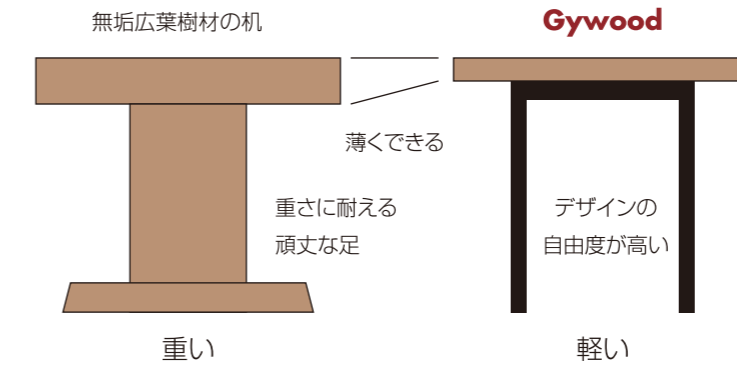 無垢広葉樹材の机
Gywood
薄くできる
重さに耐える
頑丈な足
デザインの
自由度が高い
重い
軽い